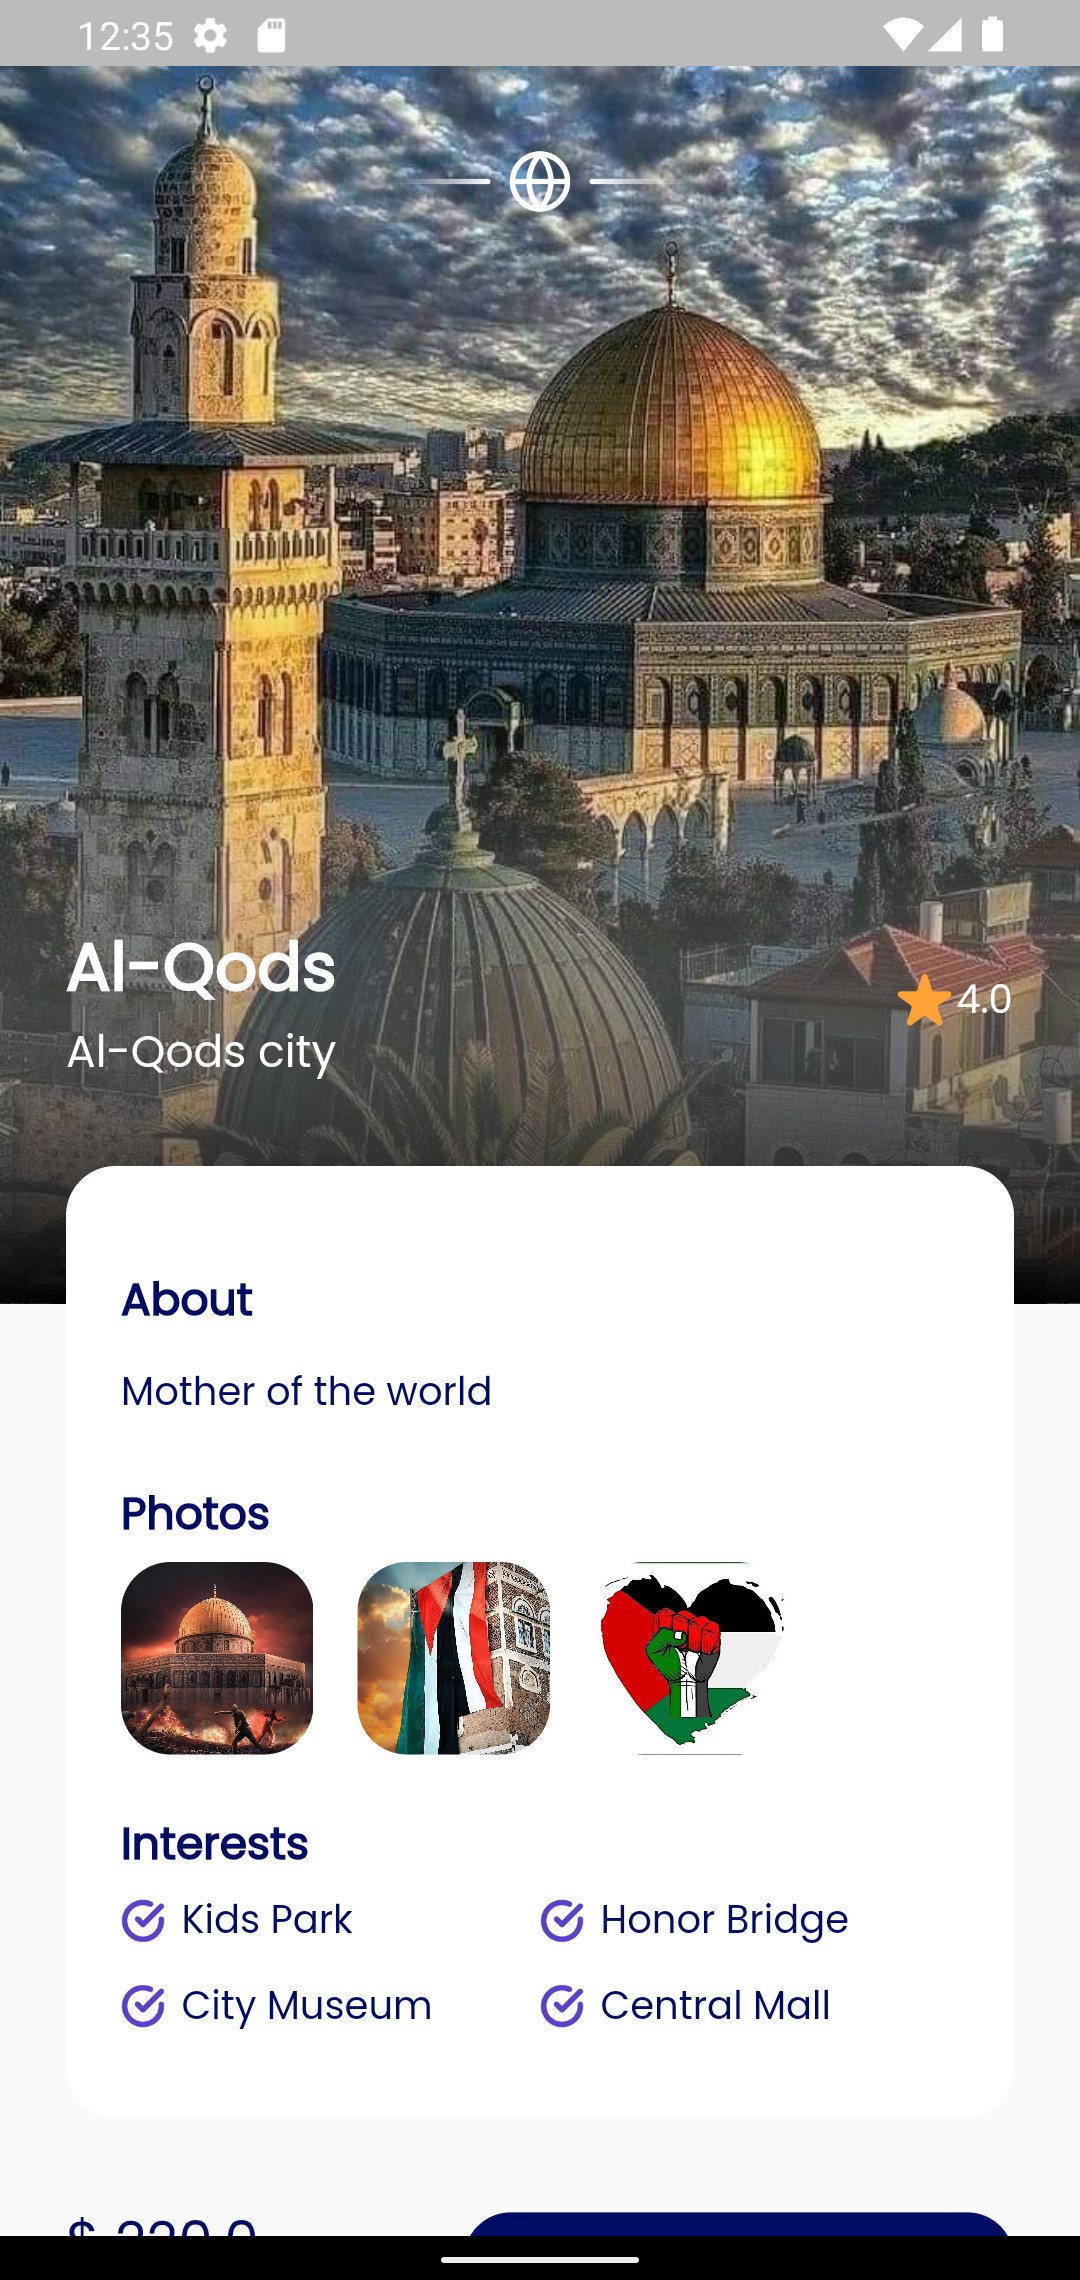 12:35
Al-Qods
4.0
Al-Qods city
About
Mother of the world
Photos
Interests
Kids Park
Honor Bridge
City Museum
Central Mall